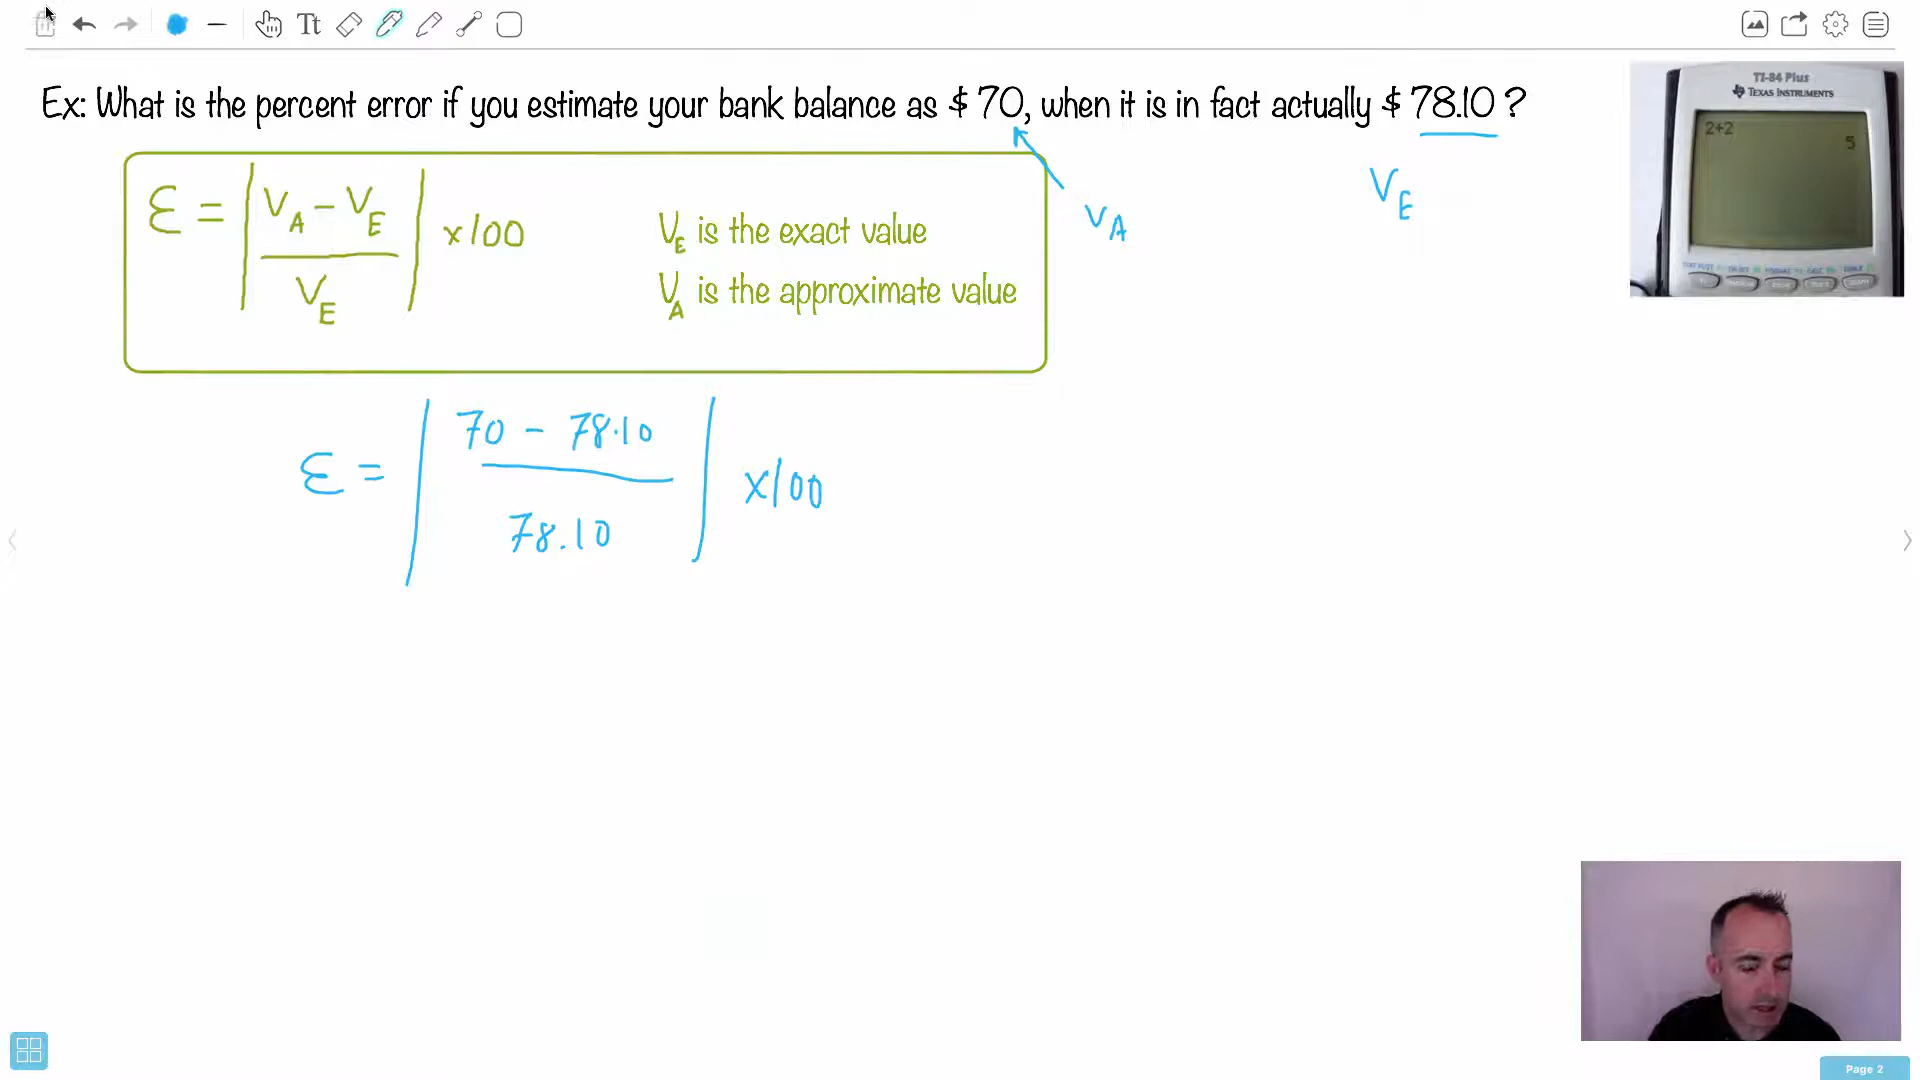 Tt
Ex: What is the percent error if you estimate your bank balance as $ 70, when it is in fact actually $ 78.10 ?
TI-84 Plus
TEXAS INSTRUMENTS
2+2
5
ε = | V_A - V_E / V_E | x100
V_E is the exact value
V_A is the approximate value
V_A
V_E
ε = | 70 - 78.10 / 78.10 | x100
Page 2